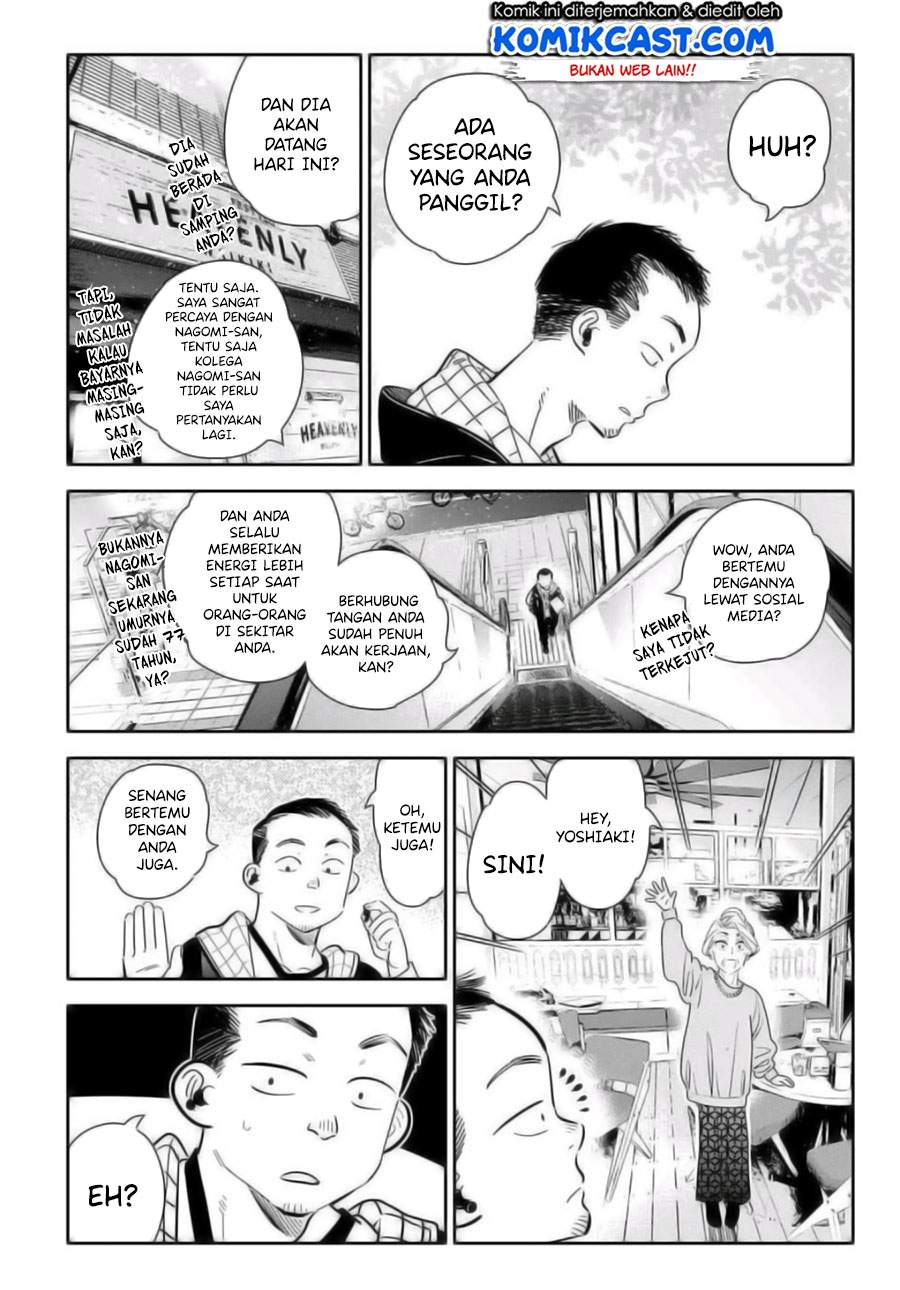 Komik ini diterjemahkan & diedit oleh
KOMIKCAST.COM
BUKAN WEB LAIN!!
HUH?
ADA
SESEORANG
YANG ANDA
PANGGIL?
DAN DIA
AKAN
DATANG
HARI INI?
DIA
SUDAH
BERADA
DI
SAMPING
ANDA?
HEAVENLY
TENTU SAJA.
SAYA SANGAT
PERCAYA DENGAN
NAGOMI-SAN,
TENTU SAJA
KOLEGA
NAGOMI-SAN
TIDAK PERLU
SAYA
PERTANYAKAN
LAGI.
TAPI,
TIDAK
MASALAH
KALAU
BAYARNYA
MASING-
MASING
SAJA,
KAN?
HEAVENLY
WOW, ANDA
BERTEMU
DENGANNYA
LEWAT SOSIAL
MEDIA?
KENAPA
SAYA TIDAK
TERKEJUT?
BERHUBUNG
TANGAN ANDA
SUDAH PENUH
AKAN KERJAAN,
KAN?
DAN ANDA
SELALU
MEMBERIKAN
ENERGI LEBIH
SETIAP SAAT
UNTUK
ORANG-ORANG
DI SEKITAR
ANDA.
BUKANNYA
NAGOMI-
SAN
SEKARANG
UMURNYA
SUDAH 77
TAHUN,
YA?
HEY,
YOSHIAKI!
SINI!
OH,
KETEMU
JUGA!
SENANG
BERTEMU
DENGAN
ANDA
JUGA.
EH?